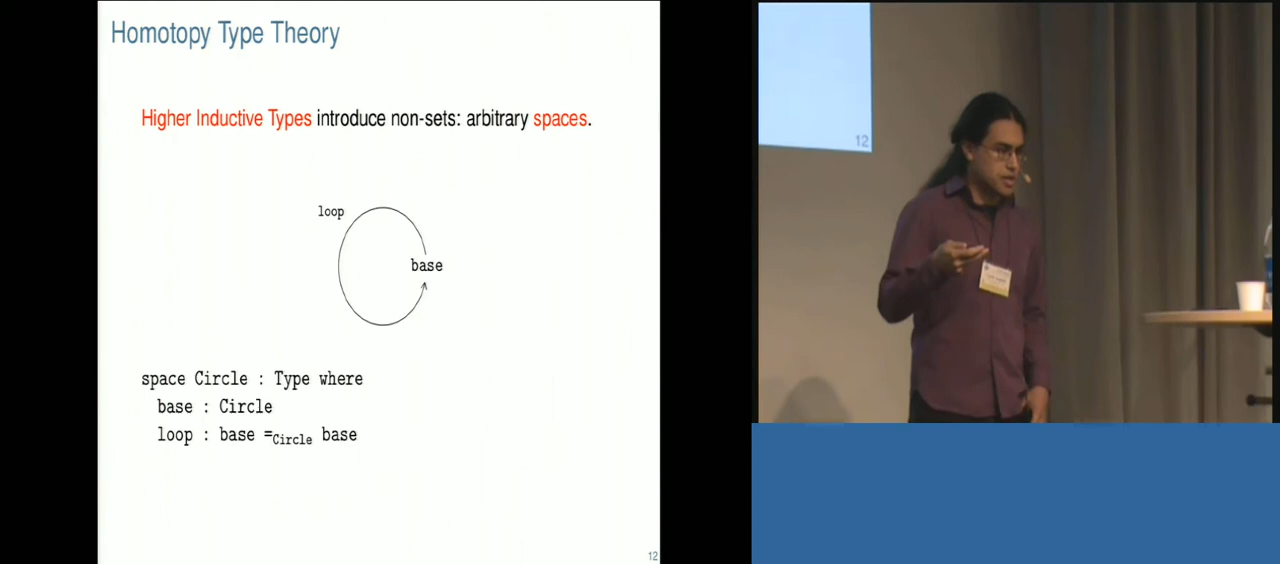 Homotopy Type Theory
Higher Inductive Types introduce non-sets: arbitrary spaces.
loop
base
space Circle : Type where
base : Circle
loop : base =Circle base
12
12